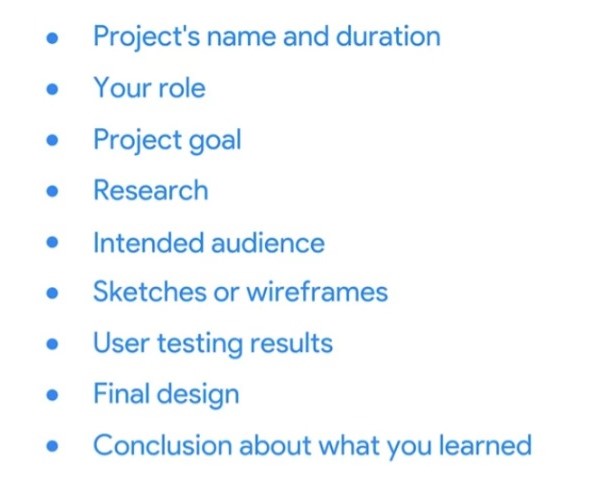 • Project's name and duration
• Your role
• Project goal
• Research
• Intended audience
• Sketches or wireframes
• User testing results
• Final design
• Conclusion about what you learned